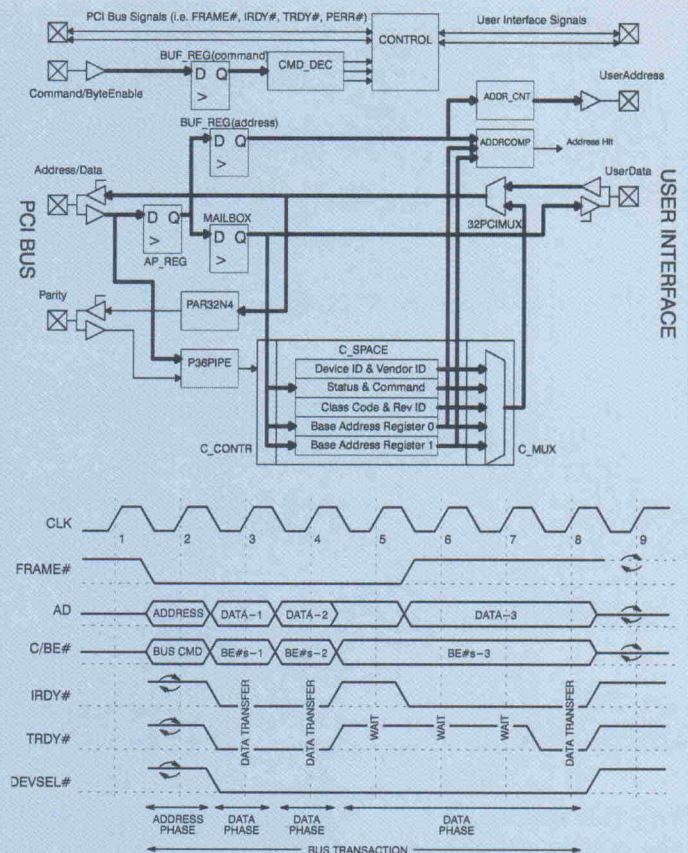 PCI Bus Signals (i.e. FRAME#, IRDY#, TRDY#, PERR#)
CONTROL
User Interface Signals
BUF_REG(command)
D Q
>
CMD_DEC
Command/ByteEnable
ADDR_CNT
UserAddress
BUF_REG(address)
D Q
>
ADDRCOMP
Address Hit
Address/Data
UserData
D Q
>
AP_REG
MAILBOX
D Q
>
32PCIMUX
PCI BUS
USER INTERFACE
Parity
PAR32N4
P36PIPE
C_SPACE
Device ID & Vendor ID
Status & Command
Class Code & Rev ID
Base Address Register 0
Base Address Register 1
C_CONTR
C_MUX
CLK
1 2 3 4 5 6 7 8 9
FRAME#
AD ADDRESS DATA-1 DATA-2 DATA-3
C/BE# BUS CMD BE#s-1 BE#s-2 BE#s-3
IRDY#
DATA TRANSFER
DATA TRANSFER
WAIT
WAIT
WAIT
DATA TRANSFER
TRDY#
DEVSEL#
ADDRESS PHASE
DATA PHASE
DATA PHASE
DATA PHASE
BUS TRANSACTION